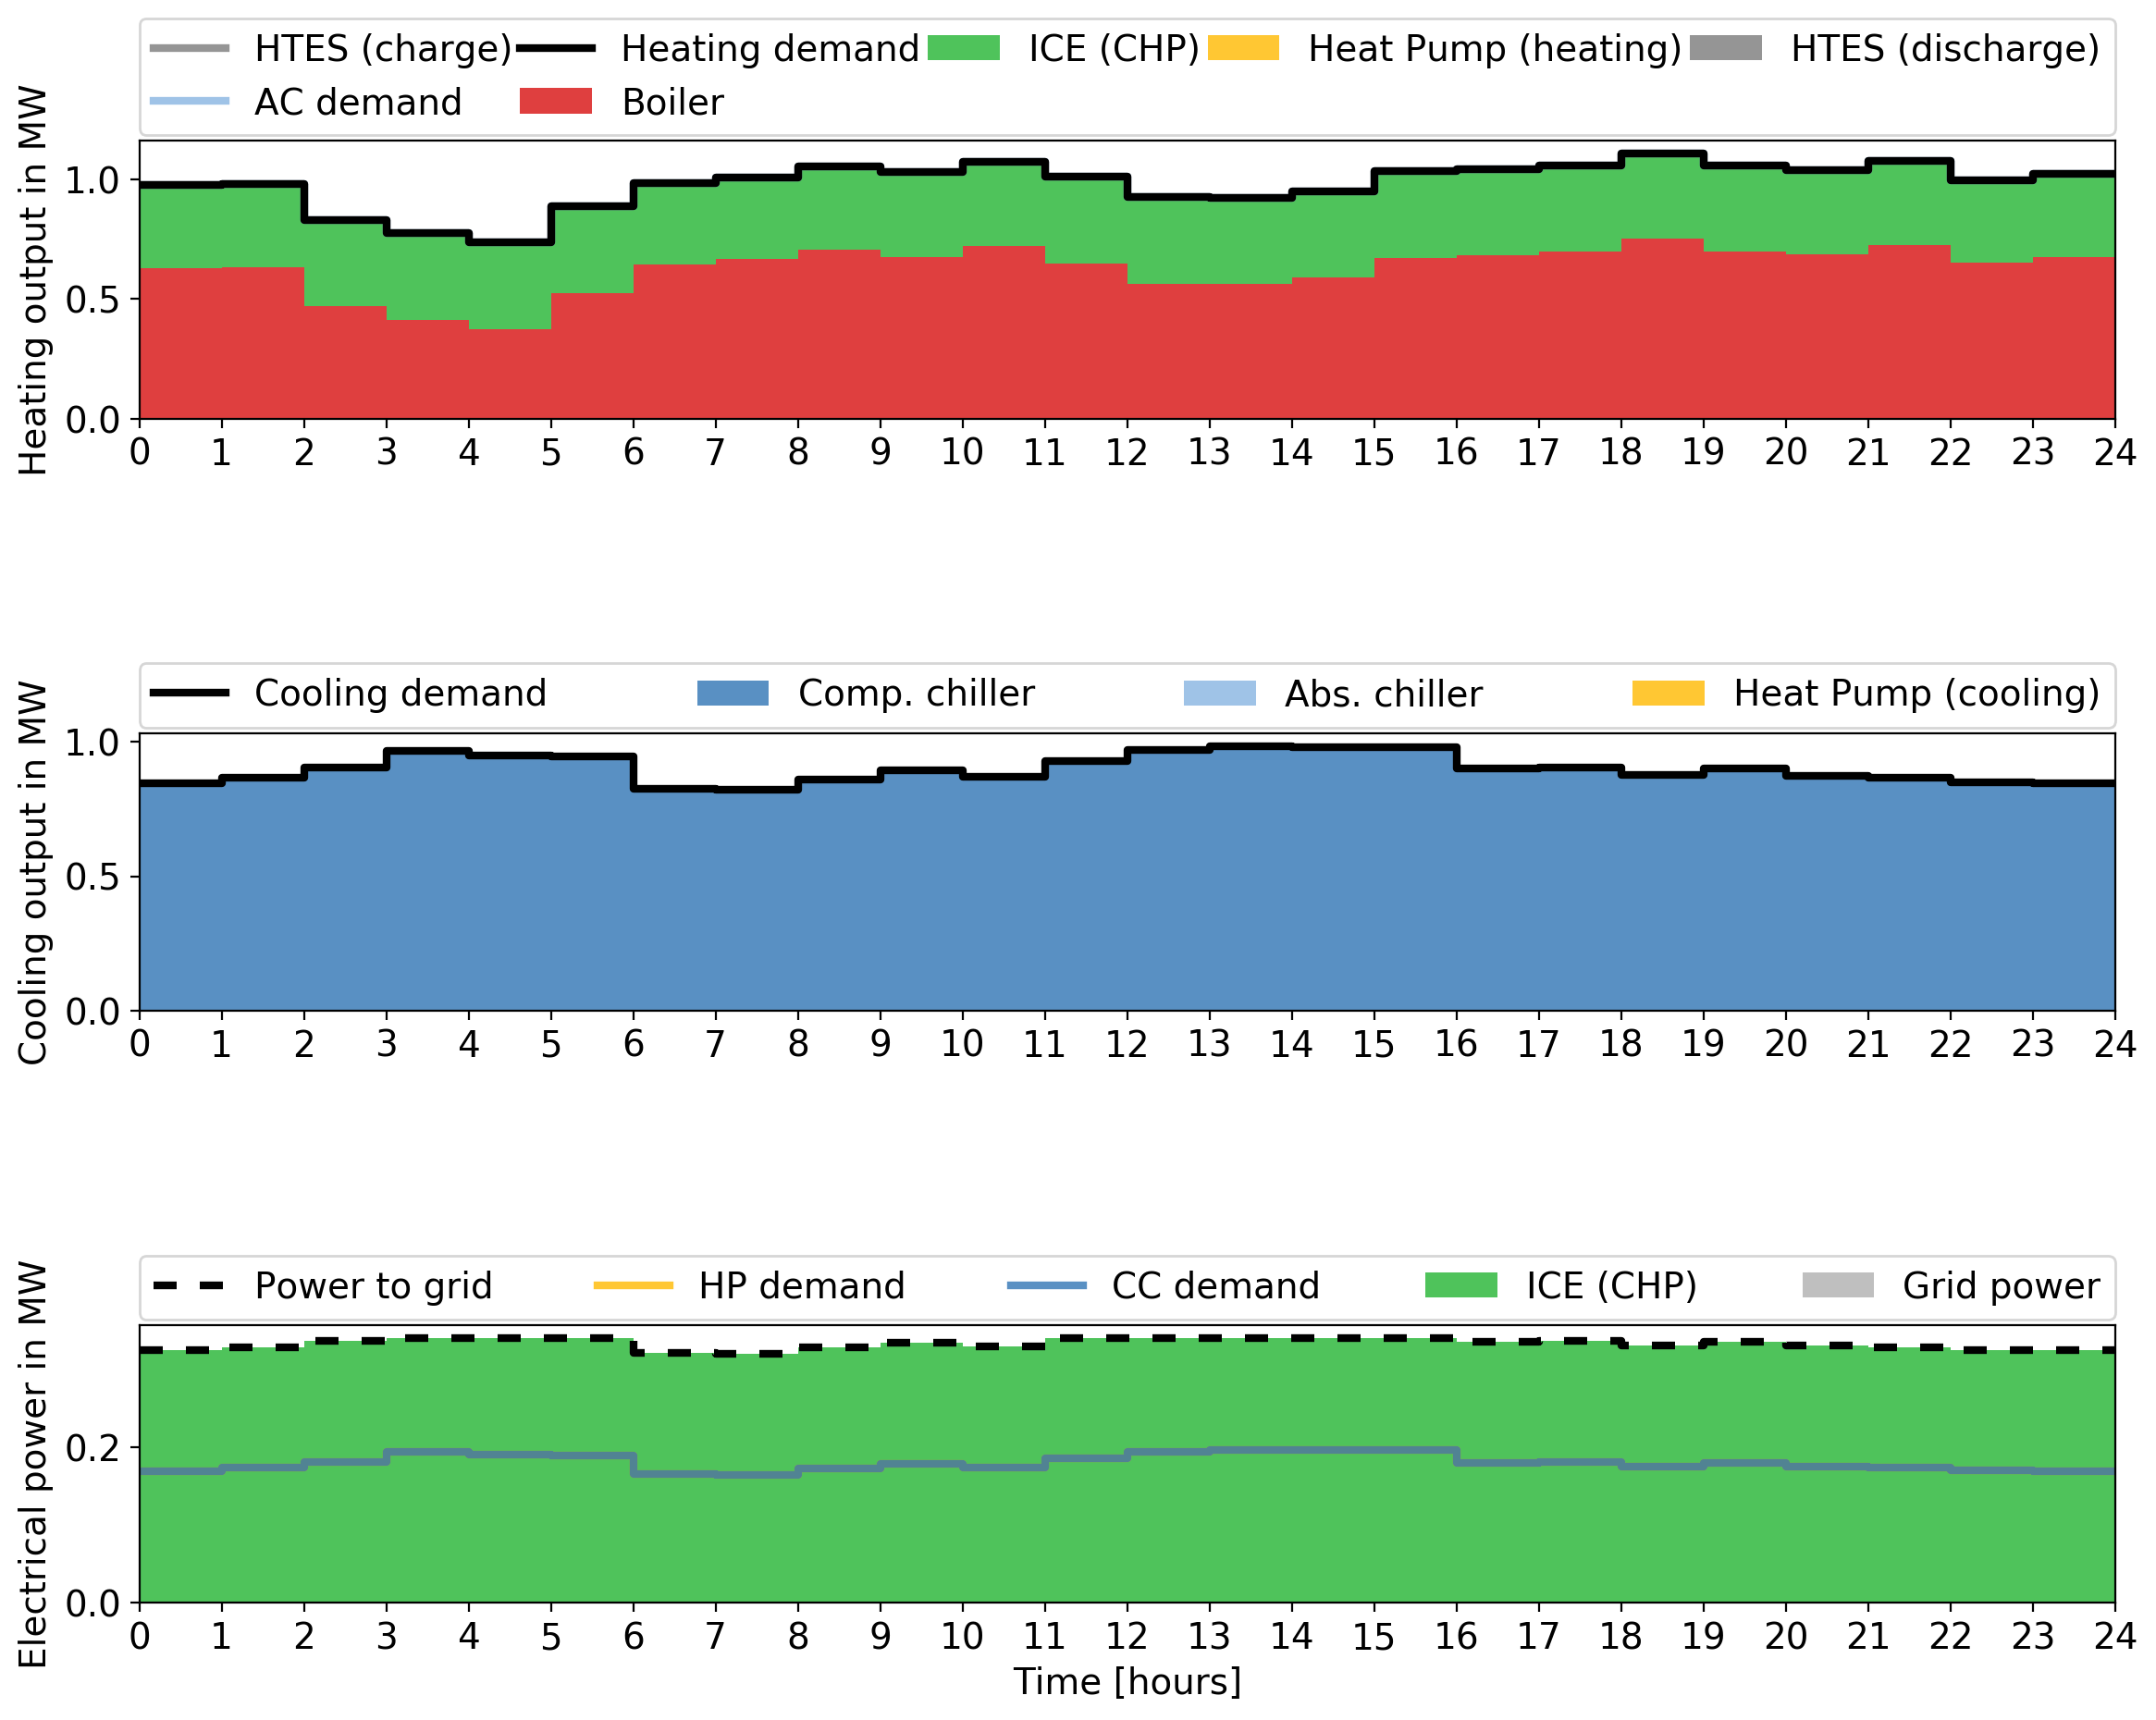 HTES (charge) Heating demand ICE (CHP) Heat Pump (heating) HTES (discharge)
AC demand Boiler
Heating output in MW
1.0
0.5
0.0
0 1 2 3 4 5 6 7 8 9 10 11 12 13 14 15 16 17 18 19 20 21 22 23 24
Cooling demand Comp. chiller Abs. chiller Heat Pump (cooling)
Cooling output in MW
1.0
0.5
0.0
0 1 2 3 4 5 6 7 8 9 10 11 12 13 14 15 16 17 18 19 20 21 22 23 24
Power to grid HP demand CC demand ICE (CHP) Grid power
Electrical power in MW
0.2
0.0
0 1 2 3 4 5 6 7 8 9 10 11 12 13 14 15 16 17 18 19 20 21 22 23 24
Time [hours]